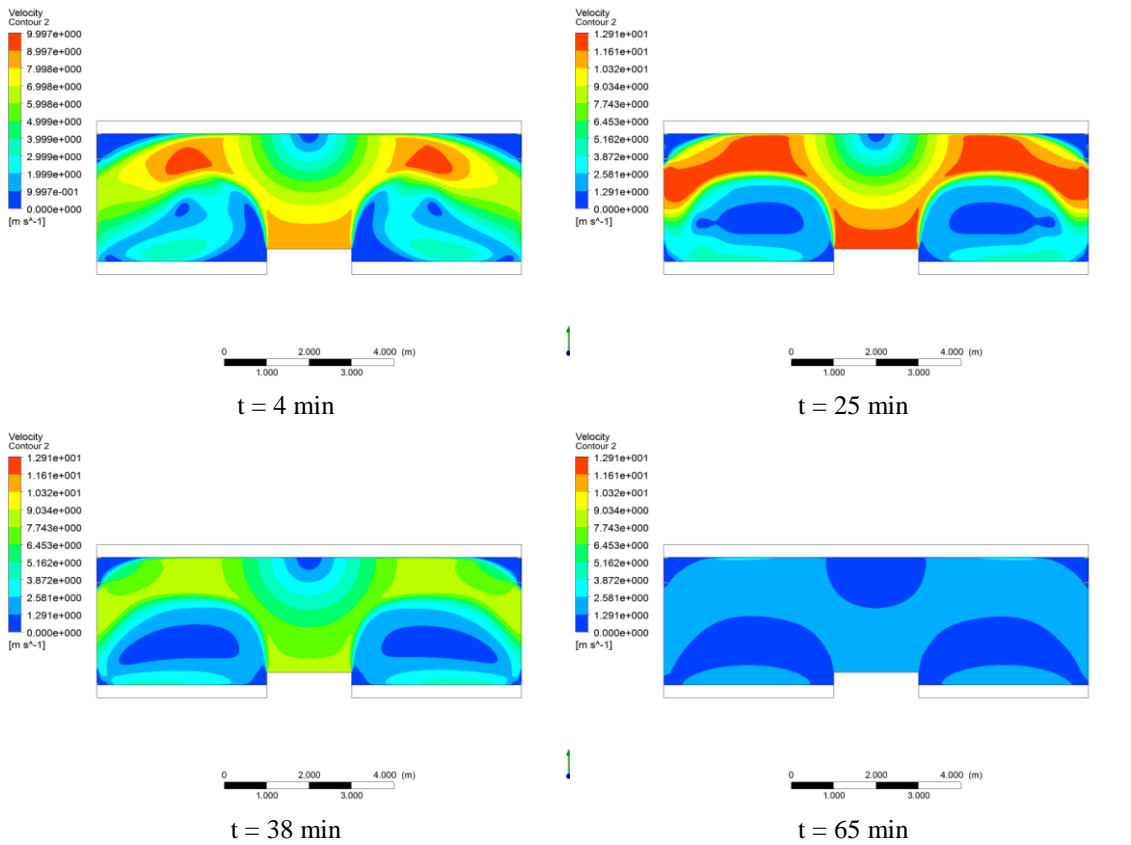 Velocity
Contour 2
9.997e+000
8.997e+000
7.998e+000
6.998e+000
5.998e+000
4.999e+000
3.999e+000
2.999e+000
1.999e+000
9.997e-001
0.000e+000
[m s^-1]
0 2.000 4.000 (m)
1.000 3.000
t = 4 min
Velocity
Contour 2
1.291e+001
1.161e+001
1.032e+001
9.034e+000
7.743e+000
6.453e+000
5.162e+000
3.872e+000
2.581e+000
1.291e+000
0.000e+000
[m s^-1]
0 2.000 4.000 (m)
1.000 3.000
t = 25 min
Velocity
Contour 2
1.291e+001
1.161e+001
1.032e+001
9.034e+000
7.743e+000
6.453e+000
5.162e+000
3.872e+000
2.581e+000
1.291e+000
0.000e+000
[m s^-1]
0 2.000 4.000 (m)
1.000 3.000
t = 38 min
Velocity
Contour 2
1.291e+001
1.161e+001
1.032e+001
9.034e+000
7.743e+000
6.453e+000
5.162e+000
3.872e+000
2.581e+000
1.291e+000
0.000e+000
[m s^-1]
0 2.000 4.000 (m)
1.000 3.000
t = 65 min